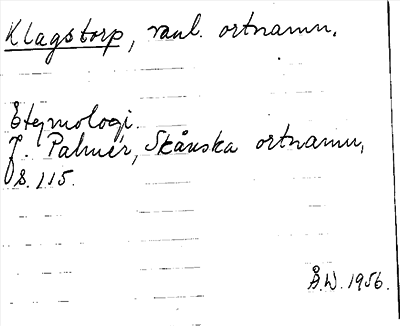 Klagstorp, vanl. ortnamn.
Etymologi.
J. Palmér, Skånska ortnamn,
s. 115.
Å.W. 1956.